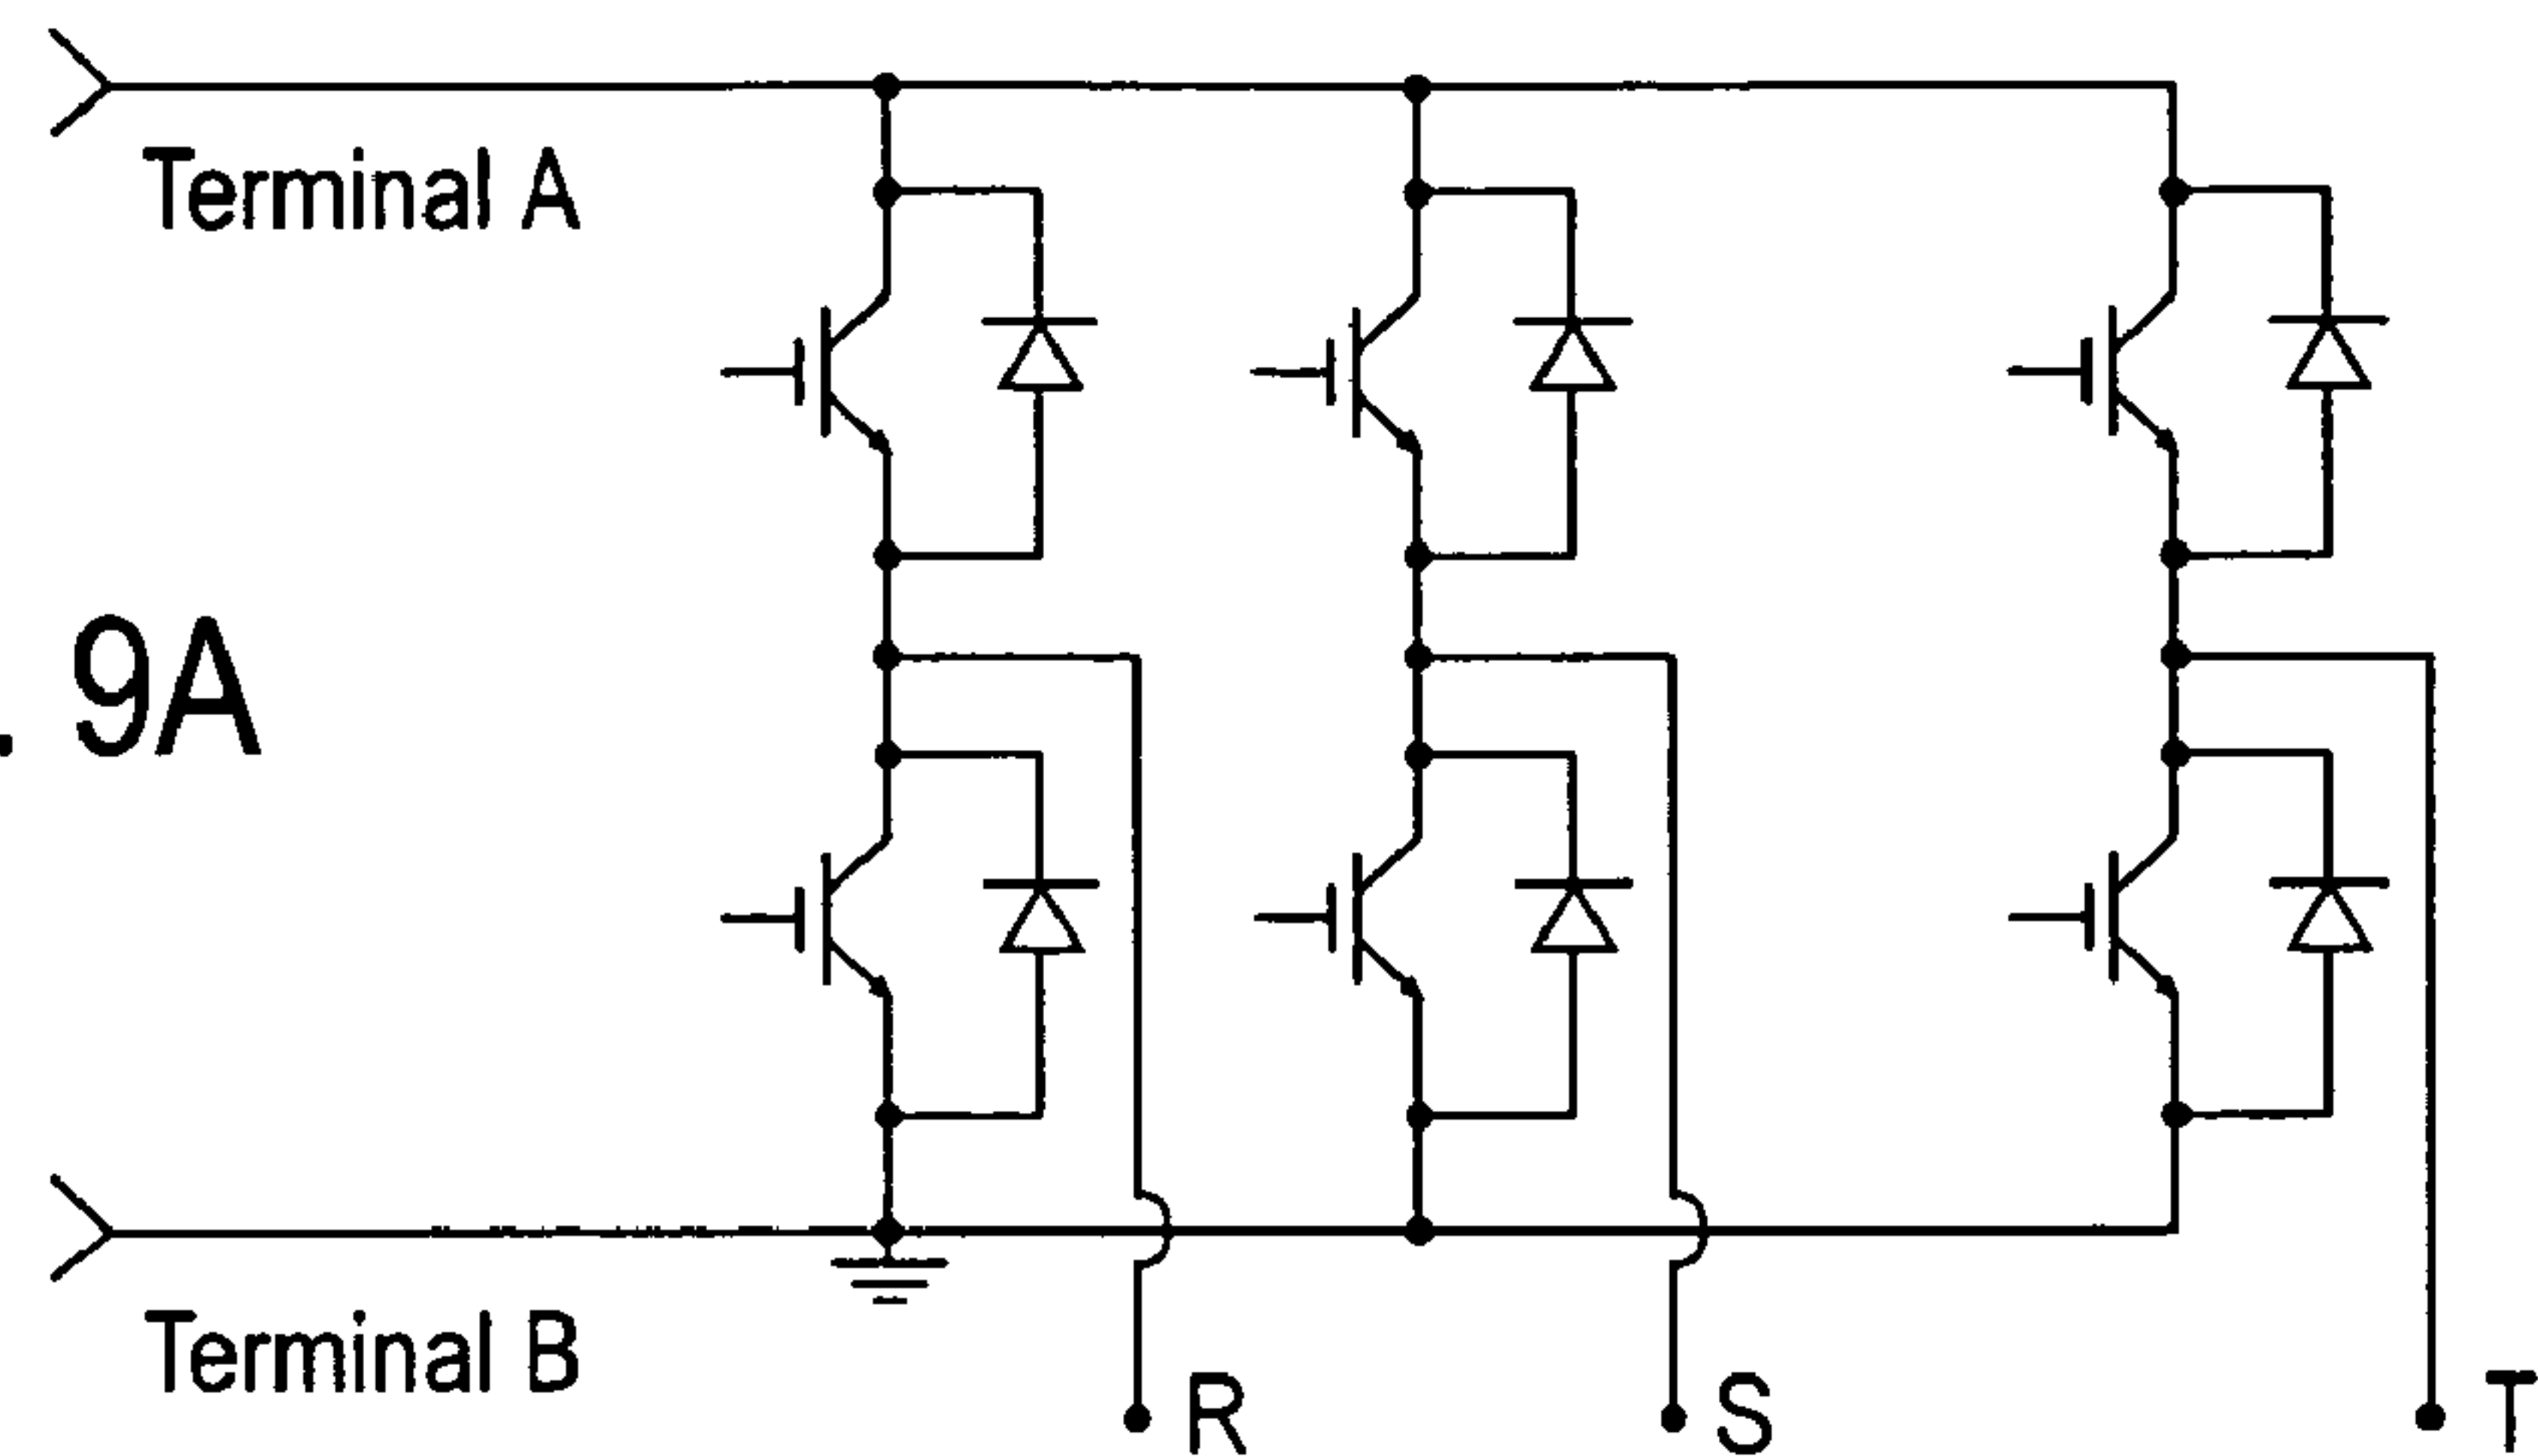 Terminal A
. 9A
Terminal B
R
S
T